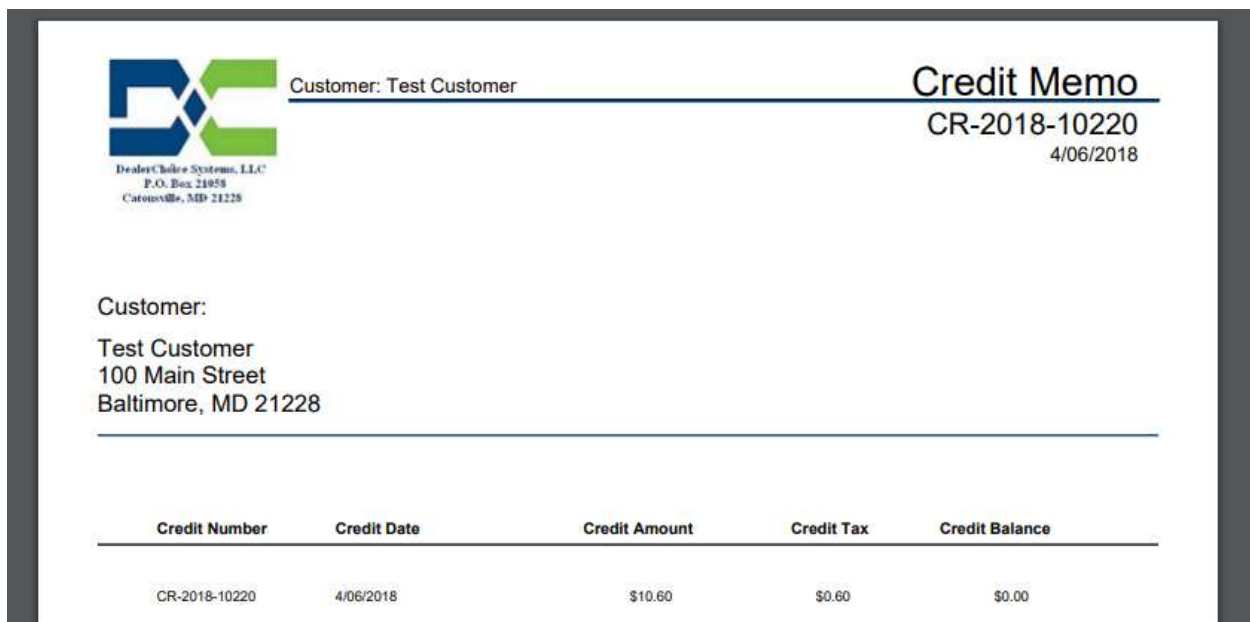 Customer: Test Customer
Credit Memo
CR-2018-10220
4/06/2018
DealerChoice Systems, LLC
P.O. Box 21058
Catonsville, MD 21228
Customer:
Test Customer
100 Main Street
Baltimore, MD 21228
Credit Number Credit Date Credit Amount Credit Tax Credit Balance
CR-2018-10220 4/06/2018 $10.60 $0.60 $0.00